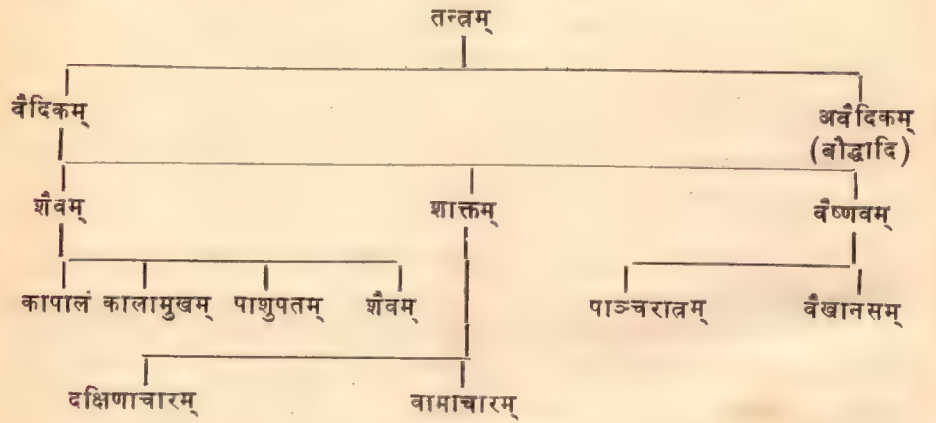 तन्त्रम्
वैदिकम्
अवैदिकम्
(बौद्धादि)
शैवम् शाक्तम् वैष्णवम्
कापालं कालामुखम् पाशुपतम् शैवम् पाञ्चरात्रम् वैखानसम्
दक्षिणाचारम् वामाचारम्